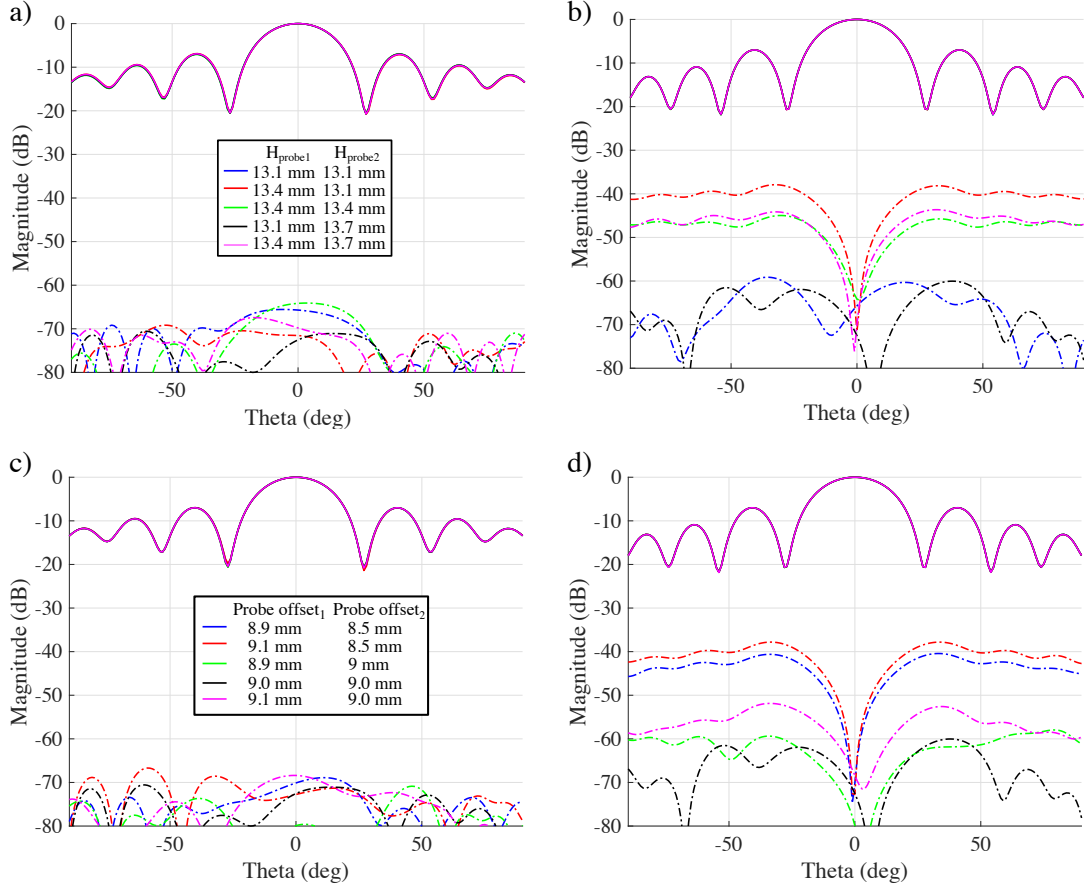 a)
0
-10
-20
-30
-40
-50
-60
-70
-80
Magnitude (dB)
H_probe1 H_probe2
13.1 mm 13.1 mm
13.4 mm 13.1 mm
13.4 mm 13.4 mm
13.1 mm 13.7 mm
13.4 mm 13.7 mm
-50 0 50
Theta (deg)
b)
0
-10
-20
-30
-40
-50
-60
-70
-80
Magnitude (dB)
-50 0 50
Theta (deg)
c)
0
-10
-20
-30
-40
-50
-60
-70
-80
Magnitude (dB)
Probe offset_1 Probe offset_2
8.9 mm 8.5 mm
9.1 mm 8.5 mm
8.9 mm 9 mm
9.0 mm 9.0 mm
9.1 mm 9.0 mm
-50 0 50
Theta (deg)
d)
0
-10
-20
-30
-40
-50
-60
-70
-80
Magnitude (dB)
-50 0 50
Theta (deg)